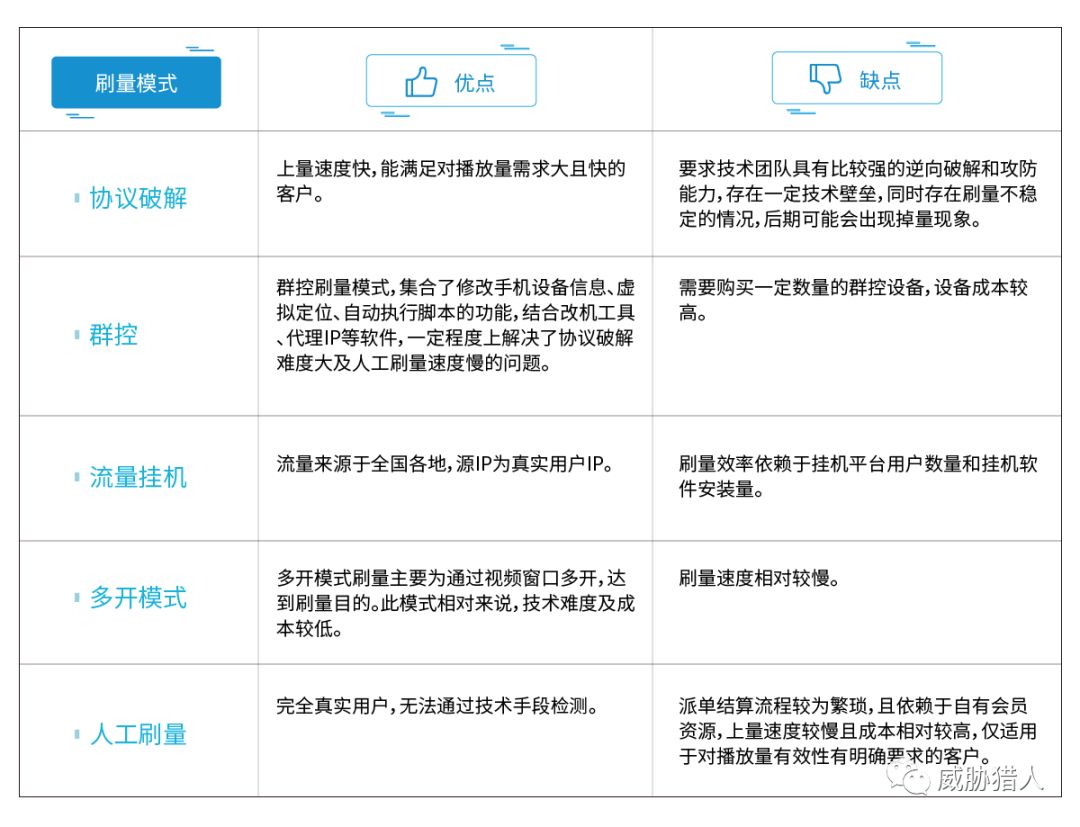 刷量模式
优点
缺点
协议破解
上量速度快，能满足对播放量需求大且快的
客户。
要求技术团队具有比较强的逆向破解和攻防
能力，存在一定技术壁垒，同时存在刷量不稳
定的情况，后期可能会出现掉量现象。
群控
群控刷量模式，集合了修改手机设备信息、虚
拟定位、自动执行脚本的功能，结合改机工具
、代理IP等软件，一定程度上解决了协议破解
难度大及人工刷量速度慢的问题。
需要购买一定数量的群控设备，设备成本较
高。
流量挂机
流量来源于全国各地，源IP为真实用户IP。
刷量效率依赖于挂机平台用户数量和挂机软
件安装量。
多开模式
多开模式刷量主要为通过视频窗口多开，达
到刷量目的。此模式相对来说，技术难度及成
本较低。
刷量速度相对较慢。
人工刷量
完全真实用户，无法通过技术手段检测。
派单结算流程较为繁琐，且依赖于自有会员
资源，上量速度较慢且成本相对较高，仅适用
于对播放量有效性有明确要求的客户。
威胁猎人